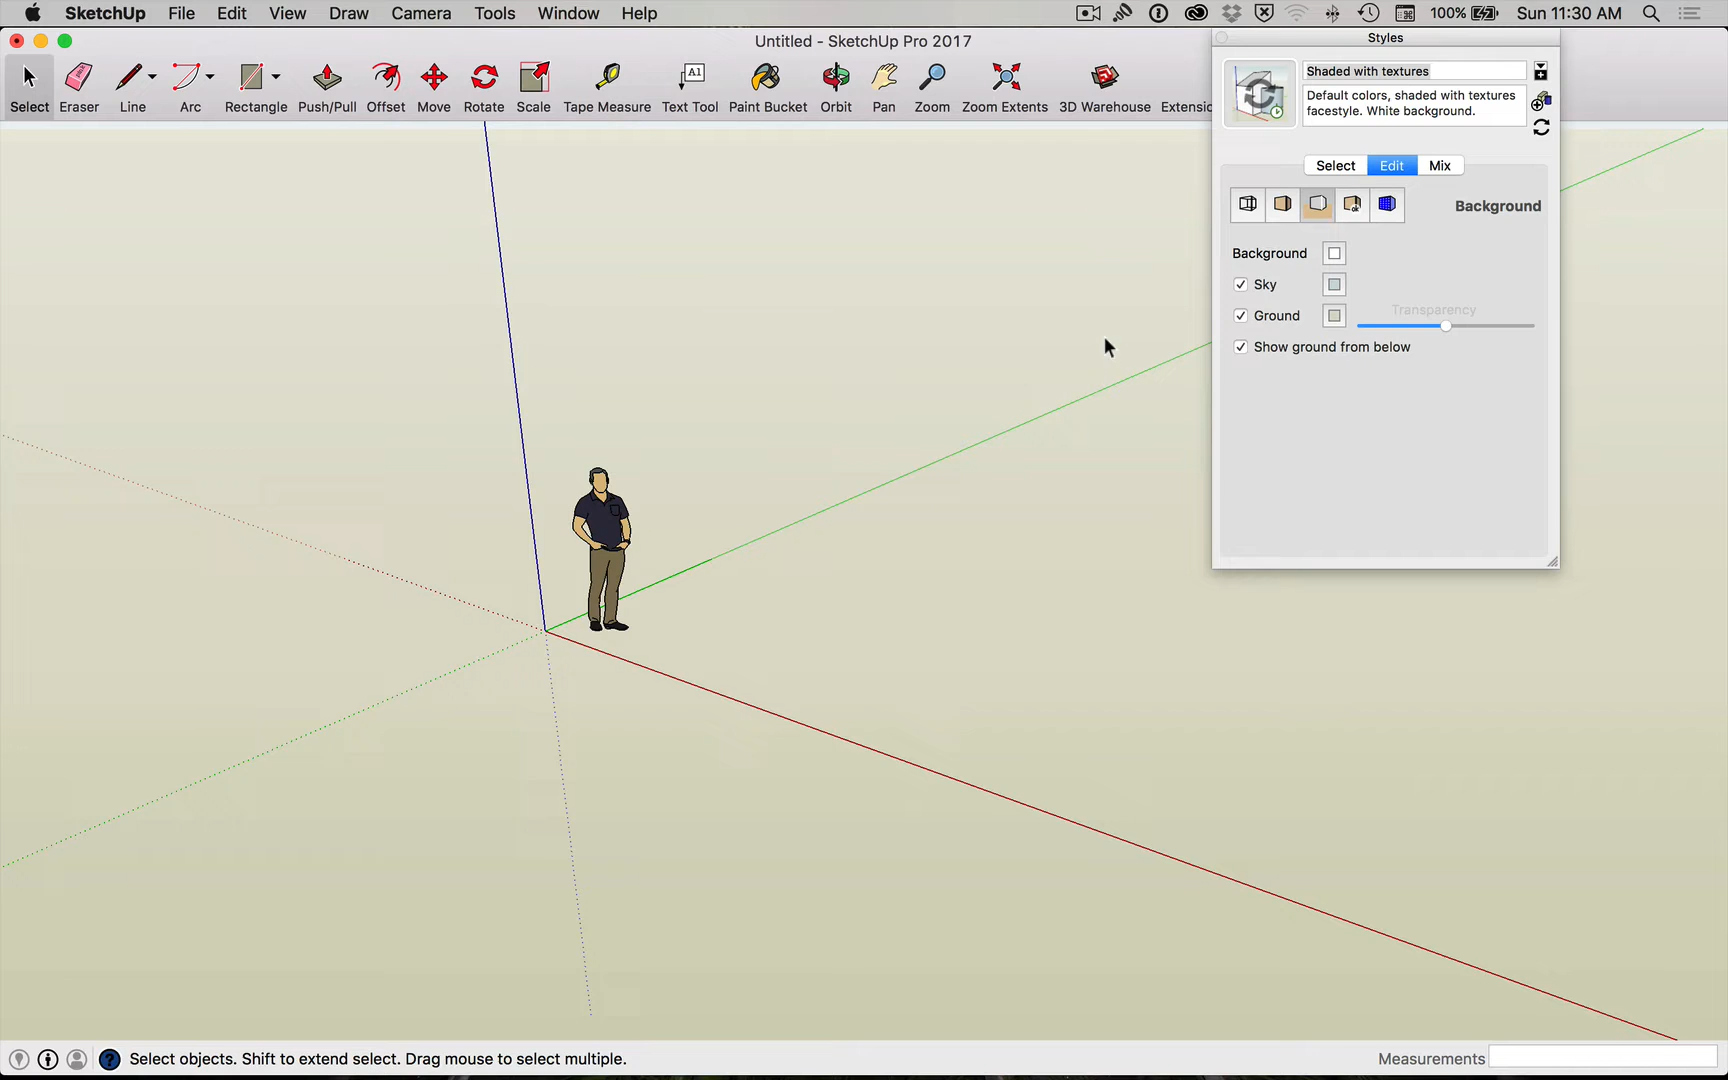 SketchUp File Edit View Draw Camera Tools Window Help 100% Sun 11:30 AM
Untitled - SketchUp Pro 2017
Styles
Select Eraser Line Arc Rectangle Push/Pull Offset Move Rotate Scale Tape Measure Text Tool Paint Bucket Orbit Pan Zoom Zoom Extents 3D Warehouse Extensio
A1
Shaded with textures
Default colors, shaded with textures
facestyle. White background.
Select Edit Mix
Background
Background
Sky
Ground
Transparency
Show ground from below
Select objects. Shift to extend select. Drag mouse to select multiple.
Measurements